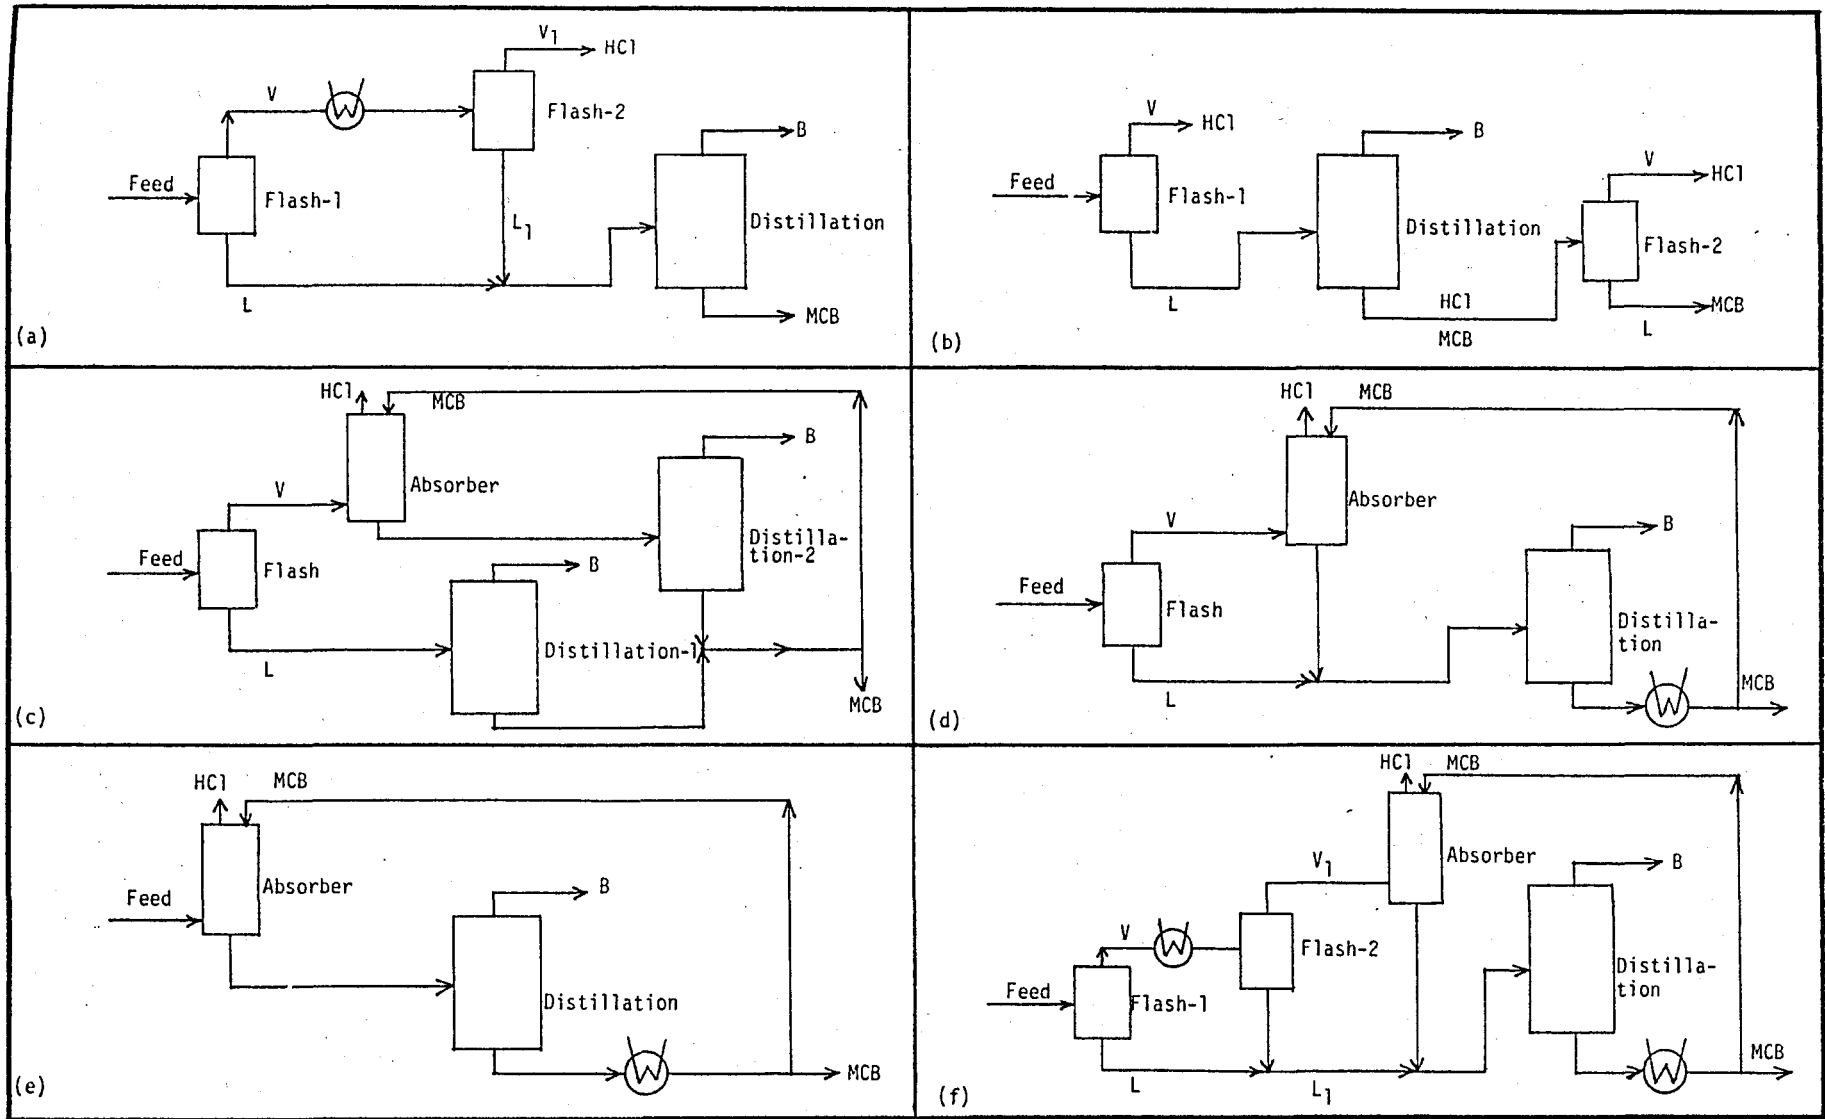 V1
HCl
V
Flash-2
B
Feed
Flash-1
L1
Distillation
L
MCB
(a)
V
HCl
B
Feed
Flash-1
V
HCl
Distillation
Flash-2
L
HCl
MCB
MCB
L
(b)
HCl
MCB
B
V
Absorber
Distilla-
tion-2
Feed
Flash
B
Distillation-1
L
MCB
(c)
HCl
MCB
V
Absorber
B
Feed
Flash
Distilla-
tion
L
MCB
(d)
HCl
MCB
Feed
Absorber
B
Distillation
MCB
(e)
HCl
MCB
V1
Absorber
B
V
Flash-2
Feed
Flash-1
Distilla-
tion
L
L1
MCB
(f)